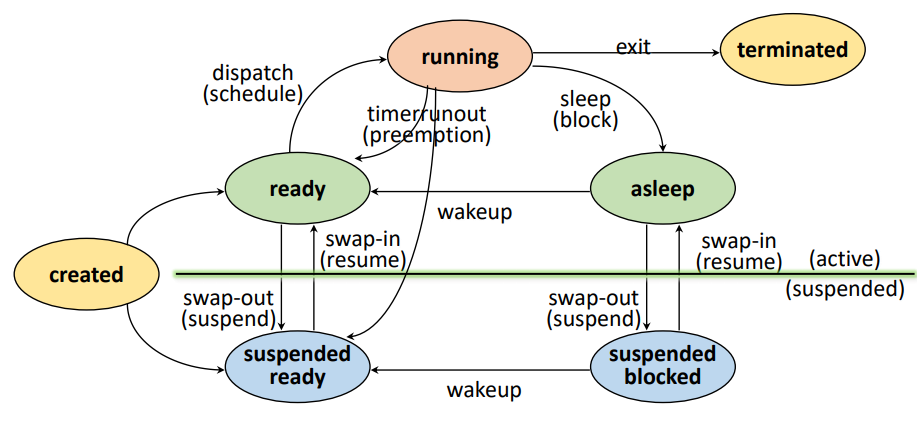 running
exit
terminated
dispatch
(schedule)
timerrunout
(preemption)
sleep
(block)
ready
asleep
wakeup
created
swap-in
(resume)
swap-in
(resume)
(active)
(suspended)
swap-out
(suspend)
swap-out
(suspend)
suspended
ready
suspended
blocked
wakeup